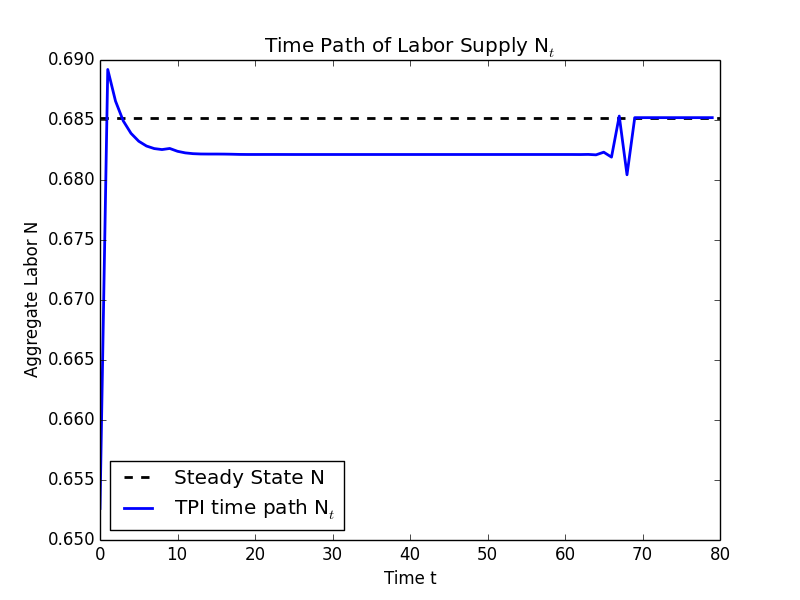 Time Path of Labor Supply Nₜ
0.690
0.685
0.680
0.675
0.670
0.665
0.660
0.655
0.650
Aggregate Labor N
Steady State N
TPI time path Nₜ
0 10 20 30 40 50 60 70 80
Time t